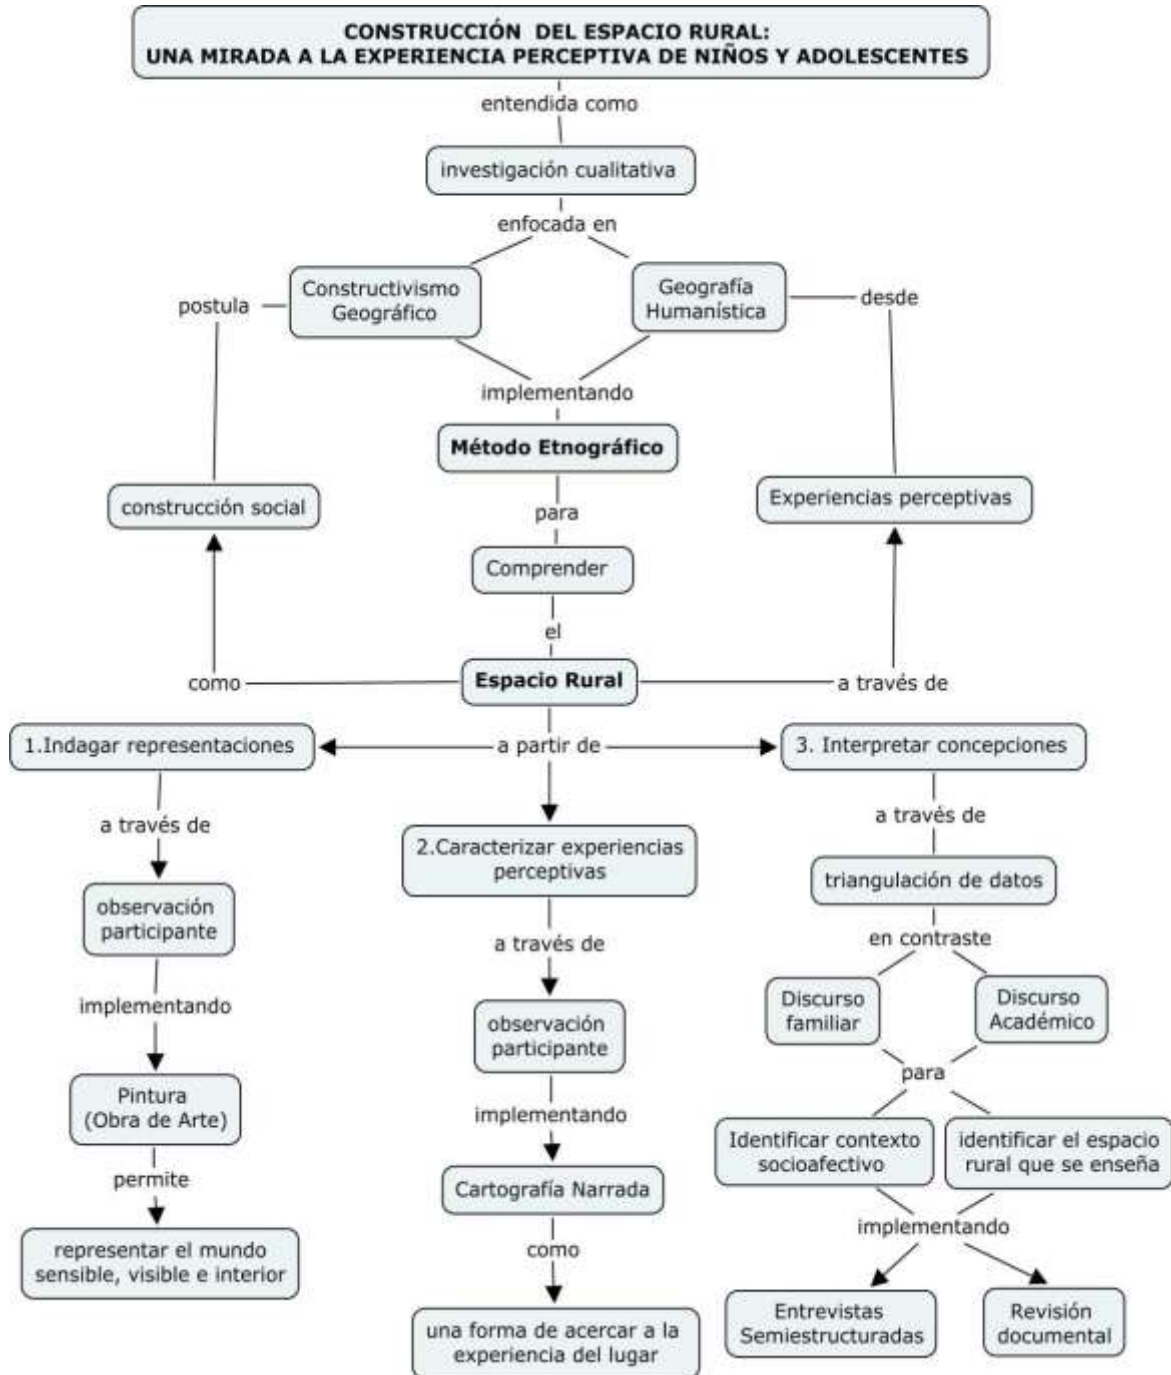 CONSTRUCCIÓN DEL ESPACIO RURAL:
UNA MIRADA A LA EXPERIENCIA PERCEPTIVA DE NIÑOS Y ADOLESCENTES
entendida como
investigación cualitativa
enfocada en
Constructivismo
Geográfico
Geografía
Humanística
postula
desde
implementando
Método Etnográfico
construcción social
para
Experiencias perceptivas
Comprender
el
Espacio Rural
como
a través de
1.Indagar representaciones
a partir de
3. Interpretar concepciones
a través de
observación
participante
implementando
Pintura
(Obra de Arte)
permite
representar el mundo
sensible, visible e interior
2.Caracterizar experiencias
perceptivas
a través de
observación
participante
implementando
Cartografía Narrada
como
una forma de acercar a la
experiencia del lugar
a través de
triangulación de datos
en contraste
Discurso
familiar
Discurso
Académico
para
Identificar contexto
socioafectivo
identificar el espacio
rural que se enseña
implementando
Entrevistas
Semiestructuradas
Revisión
documental